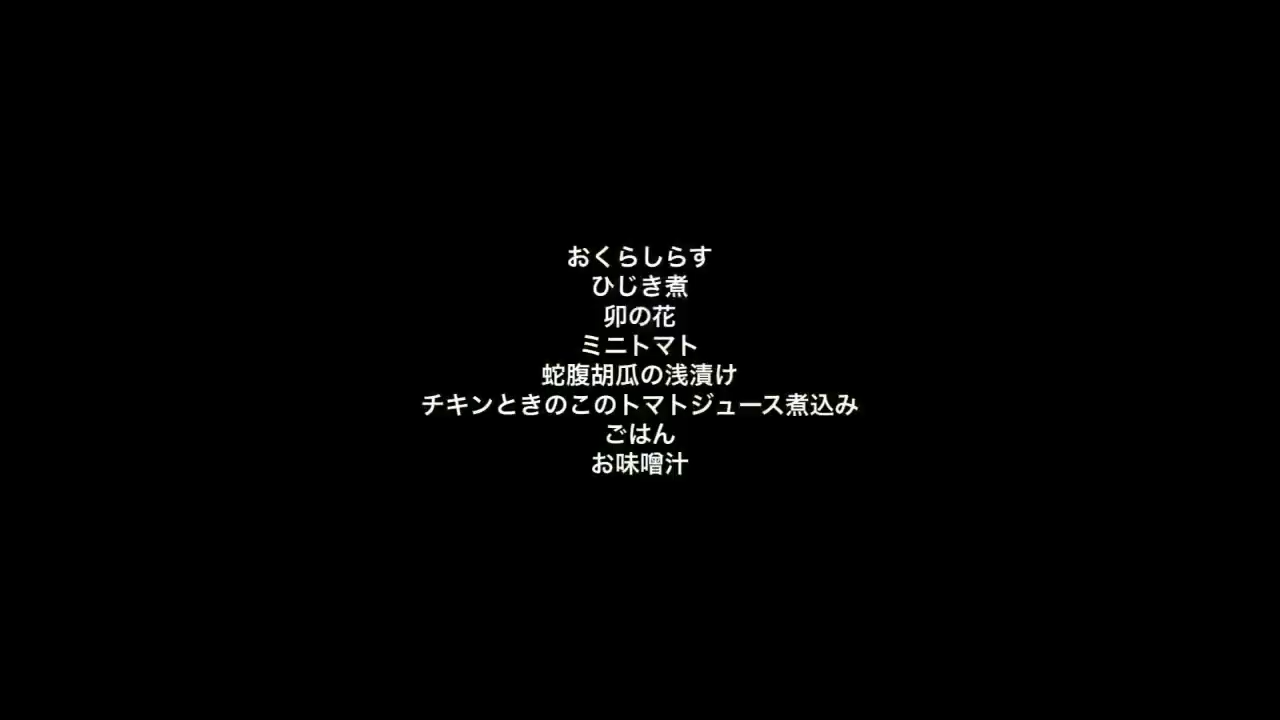 おくらしらす
ひじき煮
卯の花
ミニトマト
蛇腹胡瓜の浅漬け
チキンときのこのトマトジュース煮込み
ごはん
お味噌汁